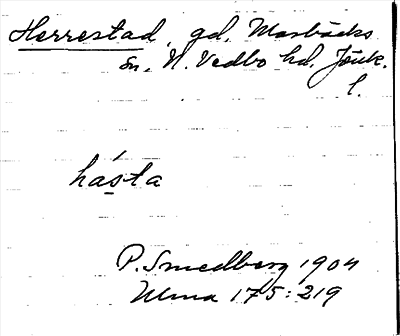 Herrestad, gd, Marbäcks
sn, N. Vedbo hd, Jönk.
l.
hásta
P. Smedberg 1904
Ulma 175:219